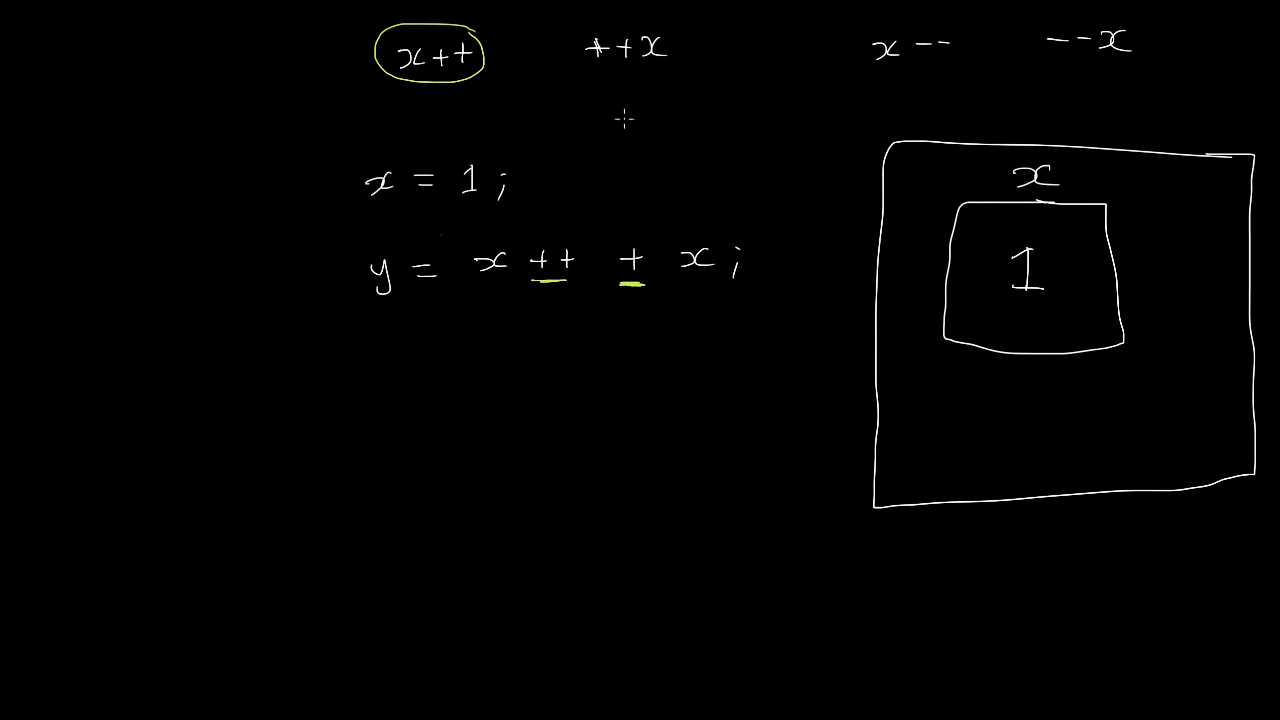 x++ ++x x-- --x
x = 1;
y = x ++ + x;
x
1